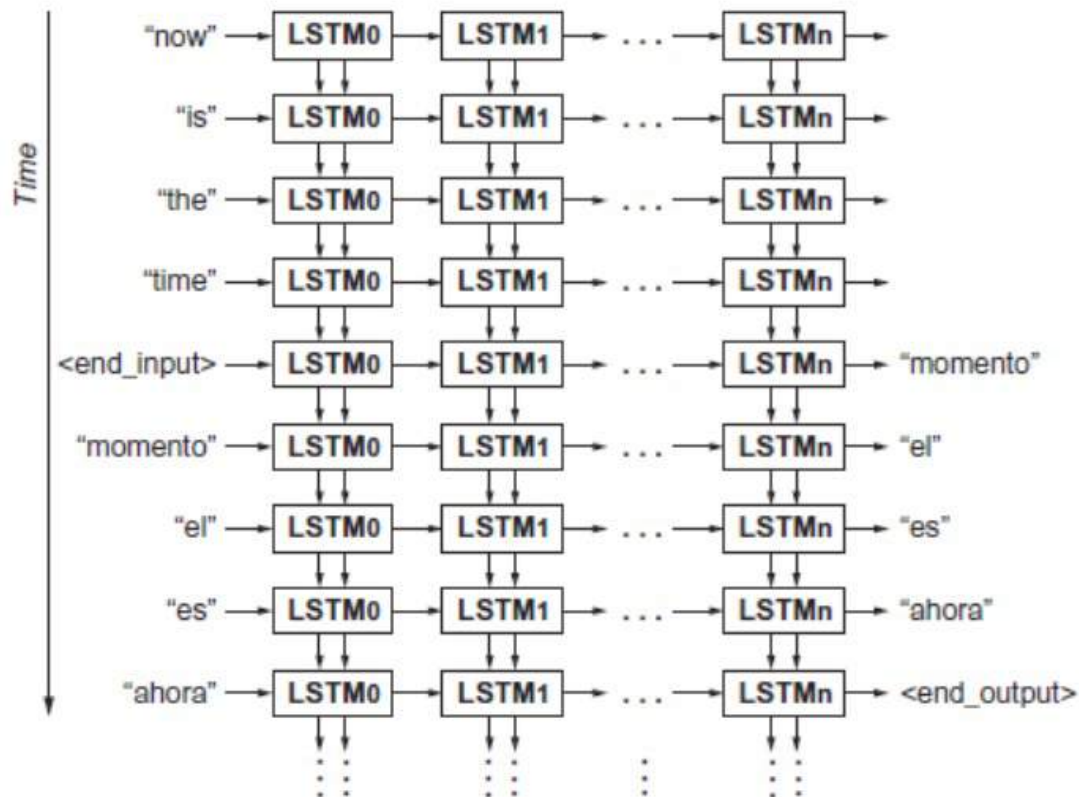 Time
“now” LSTM0 LSTM1 . . . LSTMn
“is” LSTM0 LSTM1 . . . LSTMn
“the” LSTM0 LSTM1 . . . LSTMn
“time” LSTM0 LSTM1 . . . LSTMn
<end_input> LSTM0 LSTM1 . . . LSTMn “momento”
“momento” LSTM0 LSTM1 . . . LSTMn “el”
“el” LSTM0 LSTM1 . . . LSTMn “es”
“es” LSTM0 LSTM1 . . . LSTMn “ahora”
“ahora” LSTM0 LSTM1 . . . LSTMn <end_output>